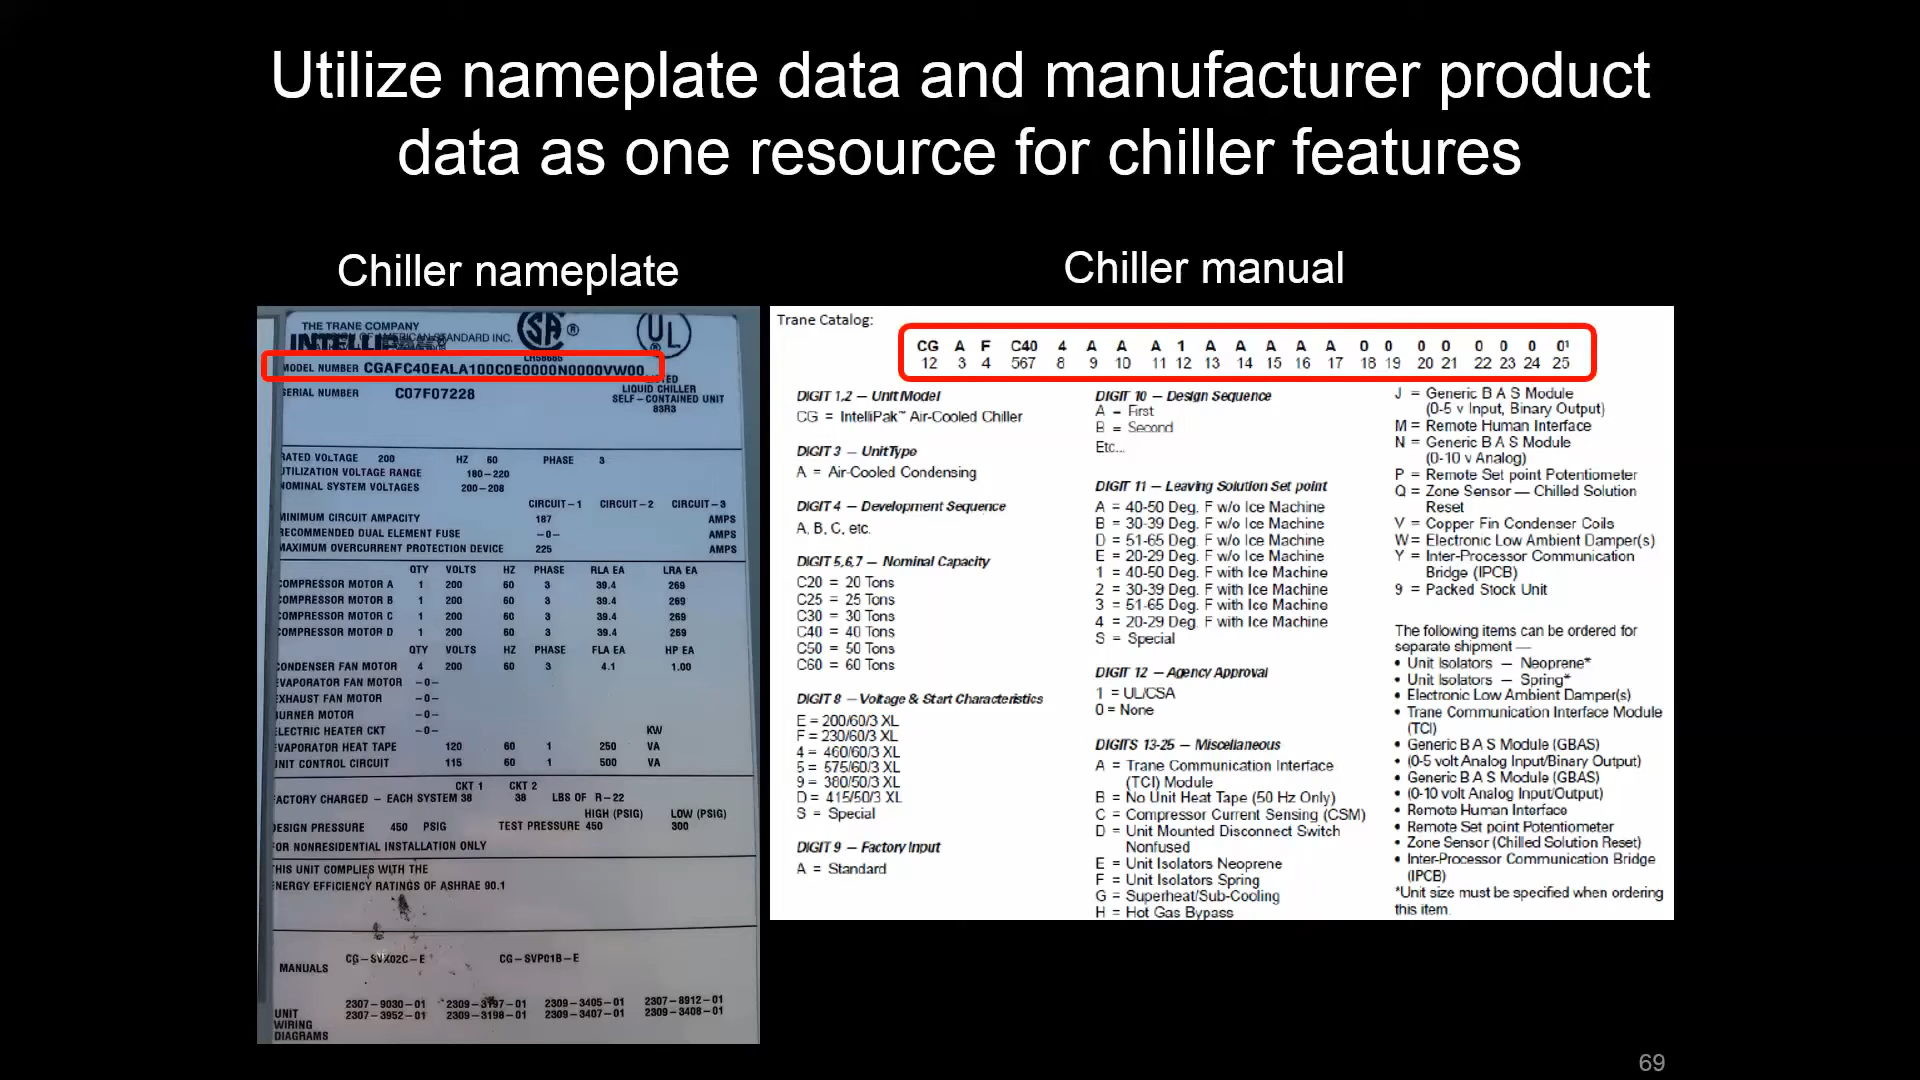 Utilize nameplate data and manufacturer product
data as one resource for chiller features
Chiller nameplate
THE TRANE COMPANY
OF AMERICAN STANDARD INC.
SA ®
UL
®
MODEL NUMBER CGAFC40EALA100C0E0000N0000VW00
SERIAL NUMBER C07F07228
LIQUID CHILLER
SELF-CONTAINED UNIT
RATED VOLTAGE 200 HZ 60 PHASE 3
UTILIZATION VOLTAGE RANGE 180-220
NOMINAL SYSTEM VOLTAGES 200-208
CIRCUIT-1 CIRCUIT-2 CIRCUIT-3
MINIMUM CIRCUIT AMPACITY 187 AMPS
RECOMMENDED DUAL ELEMENT FUSE -0- AMPS
MAXIMUM OVERCURRENT PROTECTION DEVICE 225 AMPS
QTY VOLTS HZ PHASE RLA EA LRA EA
COMPRESSOR MOTOR A 1 200 60 3 39.4 269
COMPRESSOR MOTOR B 1 200 60 3 39.4 269
COMPRESSOR MOTOR C 1 200 60 3 39.4 269
COMPRESSOR MOTOR D 1 200 60 3 39.4 269
QTY VOLTS HZ PHASE FLA EA HP EA
CONDENSER FAN MOTOR 4 200 60 3 4.1 1.00
EVAPORATOR FAN MOTOR -0-
EXHAUST FAN MOTOR -0-
BURNER MOTOR -0-
ELECTRIC HEATER CKT -0- KW
EVAPORATOR HEAT TAPE 120 60 1 250 VA
UNIT CONTROL CIRCUIT 115 60 1 500 VA
CKT 1 CKT 2
FACTORY CHARGED - EACH SYSTEM 38 38 LBS OF R-22
HIGH (PSIG) LOW (PSIG)
DESIGN PRESSURE 450 PSIG TEST PRESSURE 450 300
FOR NONRESIDENTIAL INSTALLATION ONLY
THIS UNIT COMPLIES WITH THE
ENERGY EFFICIENCY RATINGS OF ASHRAE 90.1
MANUALS CG-SVX02C-E CG-SVP01B-E
2307-9030-01 2309-3197-01 2309-3405-01 2307-8912-01
UNIT 2307-3952-01 2309-3198-01 2309-3407-01 2309-3408-01
WIRING
DIAGRAMS
Chiller manual
Trane Catalog:
CG A F C40 4 A A A 1 A A A A A 0 0 0 0 0 0 0 0¹
12 3 4 567 8 9 10 11 12 13 14 15 16 17 18 19 20 21 22 23 24 25
DIGIT 1,2 — Unit Model
CG = IntelliPak™ Air-Cooled Chiller
DIGIT 3 — Unit Type
A = Air-Cooled Condensing
DIGIT 4 — Development Sequence
A, B, C, etc.
DIGIT 5,6,7 — Nominal Capacity
C20 = 20 Tons
C25 = 25 Tons
C30 = 30 Tons
C40 = 40 Tons
C50 = 50 Tons
C60 = 60 Tons
DIGIT 8 — Voltage & Start Characteristics
E = 200/60/3 XL
F = 230/60/3 XL
4 = 460/60/3 XL
5 = 575/60/3 XL
9 = 380/50/3 XL
D = 415/50/3 XL
S = Special
DIGIT 9 — Factory Input
A = Standard
DIGIT 10 — Design Sequence
A = First
B = Second
Etc...
DIGIT 11 — Leaving Solution Set point
A = 40-50 Deg. F w/o Ice Machine
B = 30-39 Deg. F w/o Ice Machine
D = 51-65 Deg. F w/o Ice Machine
E = 20-29 Deg. F w/o Ice Machine
1 = 40-50 Deg. F with Ice Machine
2 = 30-39 Deg. F with Ice Machine
3 = 51-65 Deg. F with Ice Machine
4 = 20-29 Deg. F with Ice Machine
S = Special
DIGIT 12 — Agency Approval
1 = UL/CSA
0 = None
DIGITS 13-25 — Miscellaneous
A = Trane Communication Interface
(TCI) Module
B = No Unit Heat Tape (50 Hz Only)
C = Compressor Current Sensing (CSM)
D = Unit Mounted Disconnect Switch
Nonfused
E = Unit Isolators Neoprene
F = Unit Isolators Spring
G = Superheat/Sub-Cooling
H = Hot Gas Bypass
J = Generic B A S Module
(0-5 v Input, Binary Output)
M = Remote Human Interface
N = Generic B A S Module
(0-10 v Analog)
P = Remote Set point Potentiometer
Q = Zone Sensor — Chilled Solution
Reset
V = Copper Fin Condenser Coils
W = Electronic Low Ambient Damper(s)
Y = Inter-Processor Communication
Bridge (IPCB)
9 = Packed Stock Unit
The following items can be ordered for
separate shipment —
• Unit Isolators — Neoprene*
• Unit Isolators — Spring*
• Electronic Low Ambient Damper(s)
• Trane Communication Interface Module
(TCI)
• Generic B A S Module (GBAS)
• (0-5 volt Analog Input/Binary Output)
• Generic B A S Module (GBAS)
• (0-10 volt Analog Input/Output)
• Remote Human Interface
• Remote Set point Potentiometer
• Zone Sensor (Chilled Solution Reset)
• Inter-Processor Communication Bridge
(IPCB)
*Unit size must be specified when ordering
this item.
69